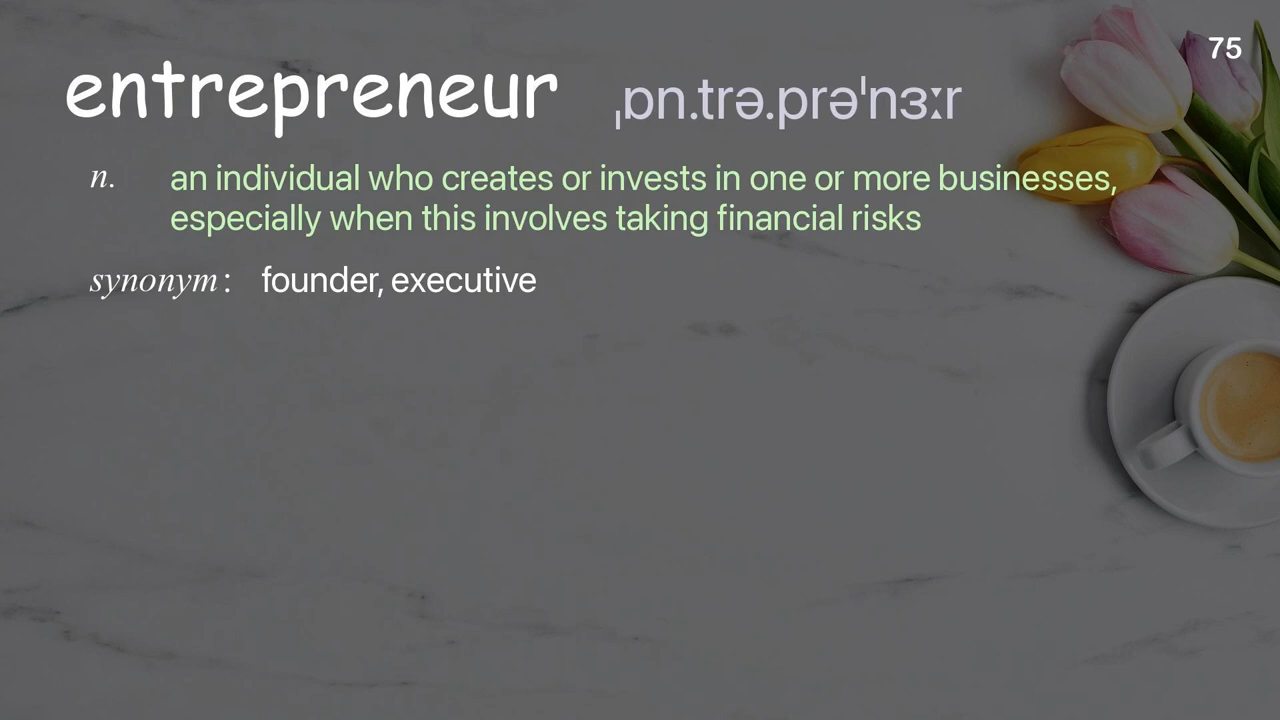 75
entrepreneur ˌɒn.trə.prəˈnɜːr
n. an individual who creates or invests in one or more businesses,
especially when this involves taking financial risks
synonym: founder, executive